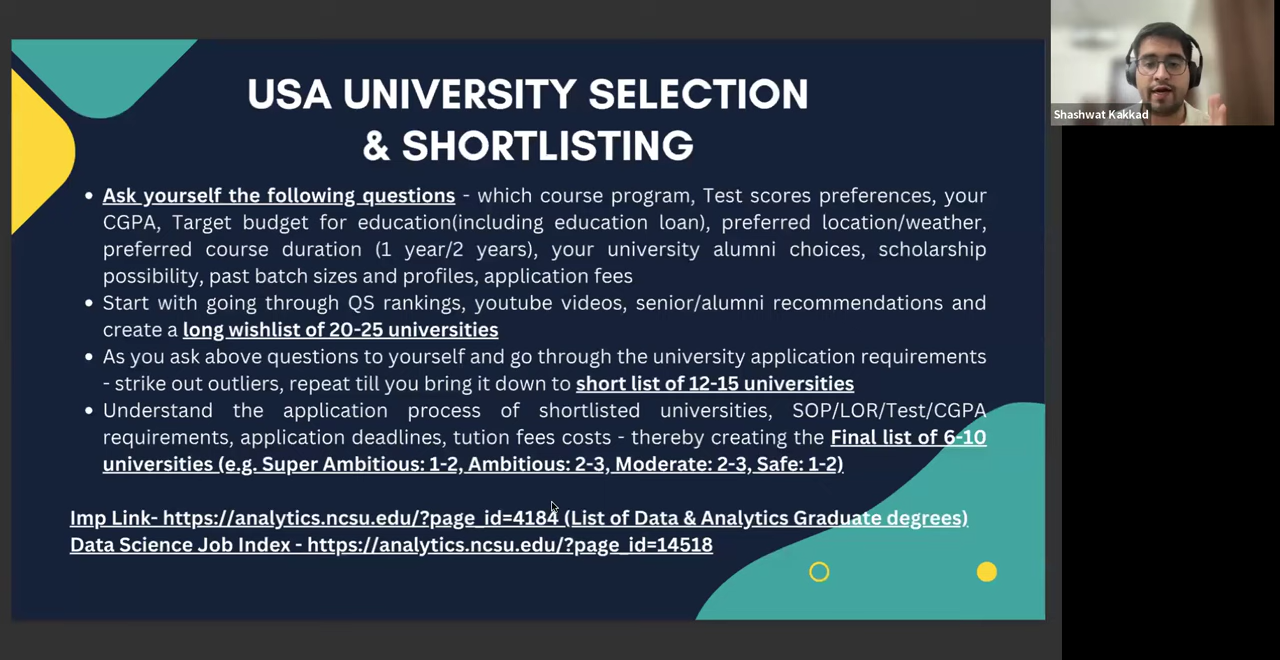 USA UNIVERSITY SELECTION
& SHORTLISTING
Ask yourself the following questions - which course program, Test scores preferences, your
CGPA, Target budget for education(including education loan), preferred location/weather,
preferred course duration (1 year/2 years), your university alumni choices, scholarship
possibility, past batch sizes and profiles, application fees
Start with going through QS rankings, youtube videos, senior/alumni recommendations and
create a long wishlist of 20-25 universities
As you ask above questions to yourself and go through the university application requirements
- strike out outliers, repeat till you bring it down to short list of 12-15 universities
Understand the application process of shortlisted universities, SOP/LOR/Test/CGPA
requirements, application deadlines, tution fees costs - thereby creating the Final list of 6-10
universities (e.g. Super Ambitious: 1-2, Ambitious: 2-3, Moderate: 2-3, Safe: 1-2)
Imp Link- https://analytics.ncsu.edu/?page_id=4184 (List of Data & Analytics Graduate degrees)
Data Science Job Index - https://analytics.ncsu.edu/?page_id=14518
Shashwat Kakkad